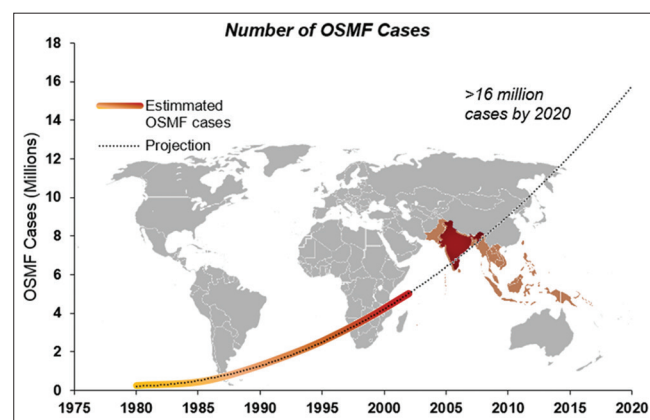 Number of OSMF Cases
18
16
14
12
10
8
6
4
2
0
OSMF Cases (Millions)
Estimmated
OSMF cases
Projection
>16 million
cases by 2020
1975
1980
1985
1990
1995
2000
2005
2010
2015
2020